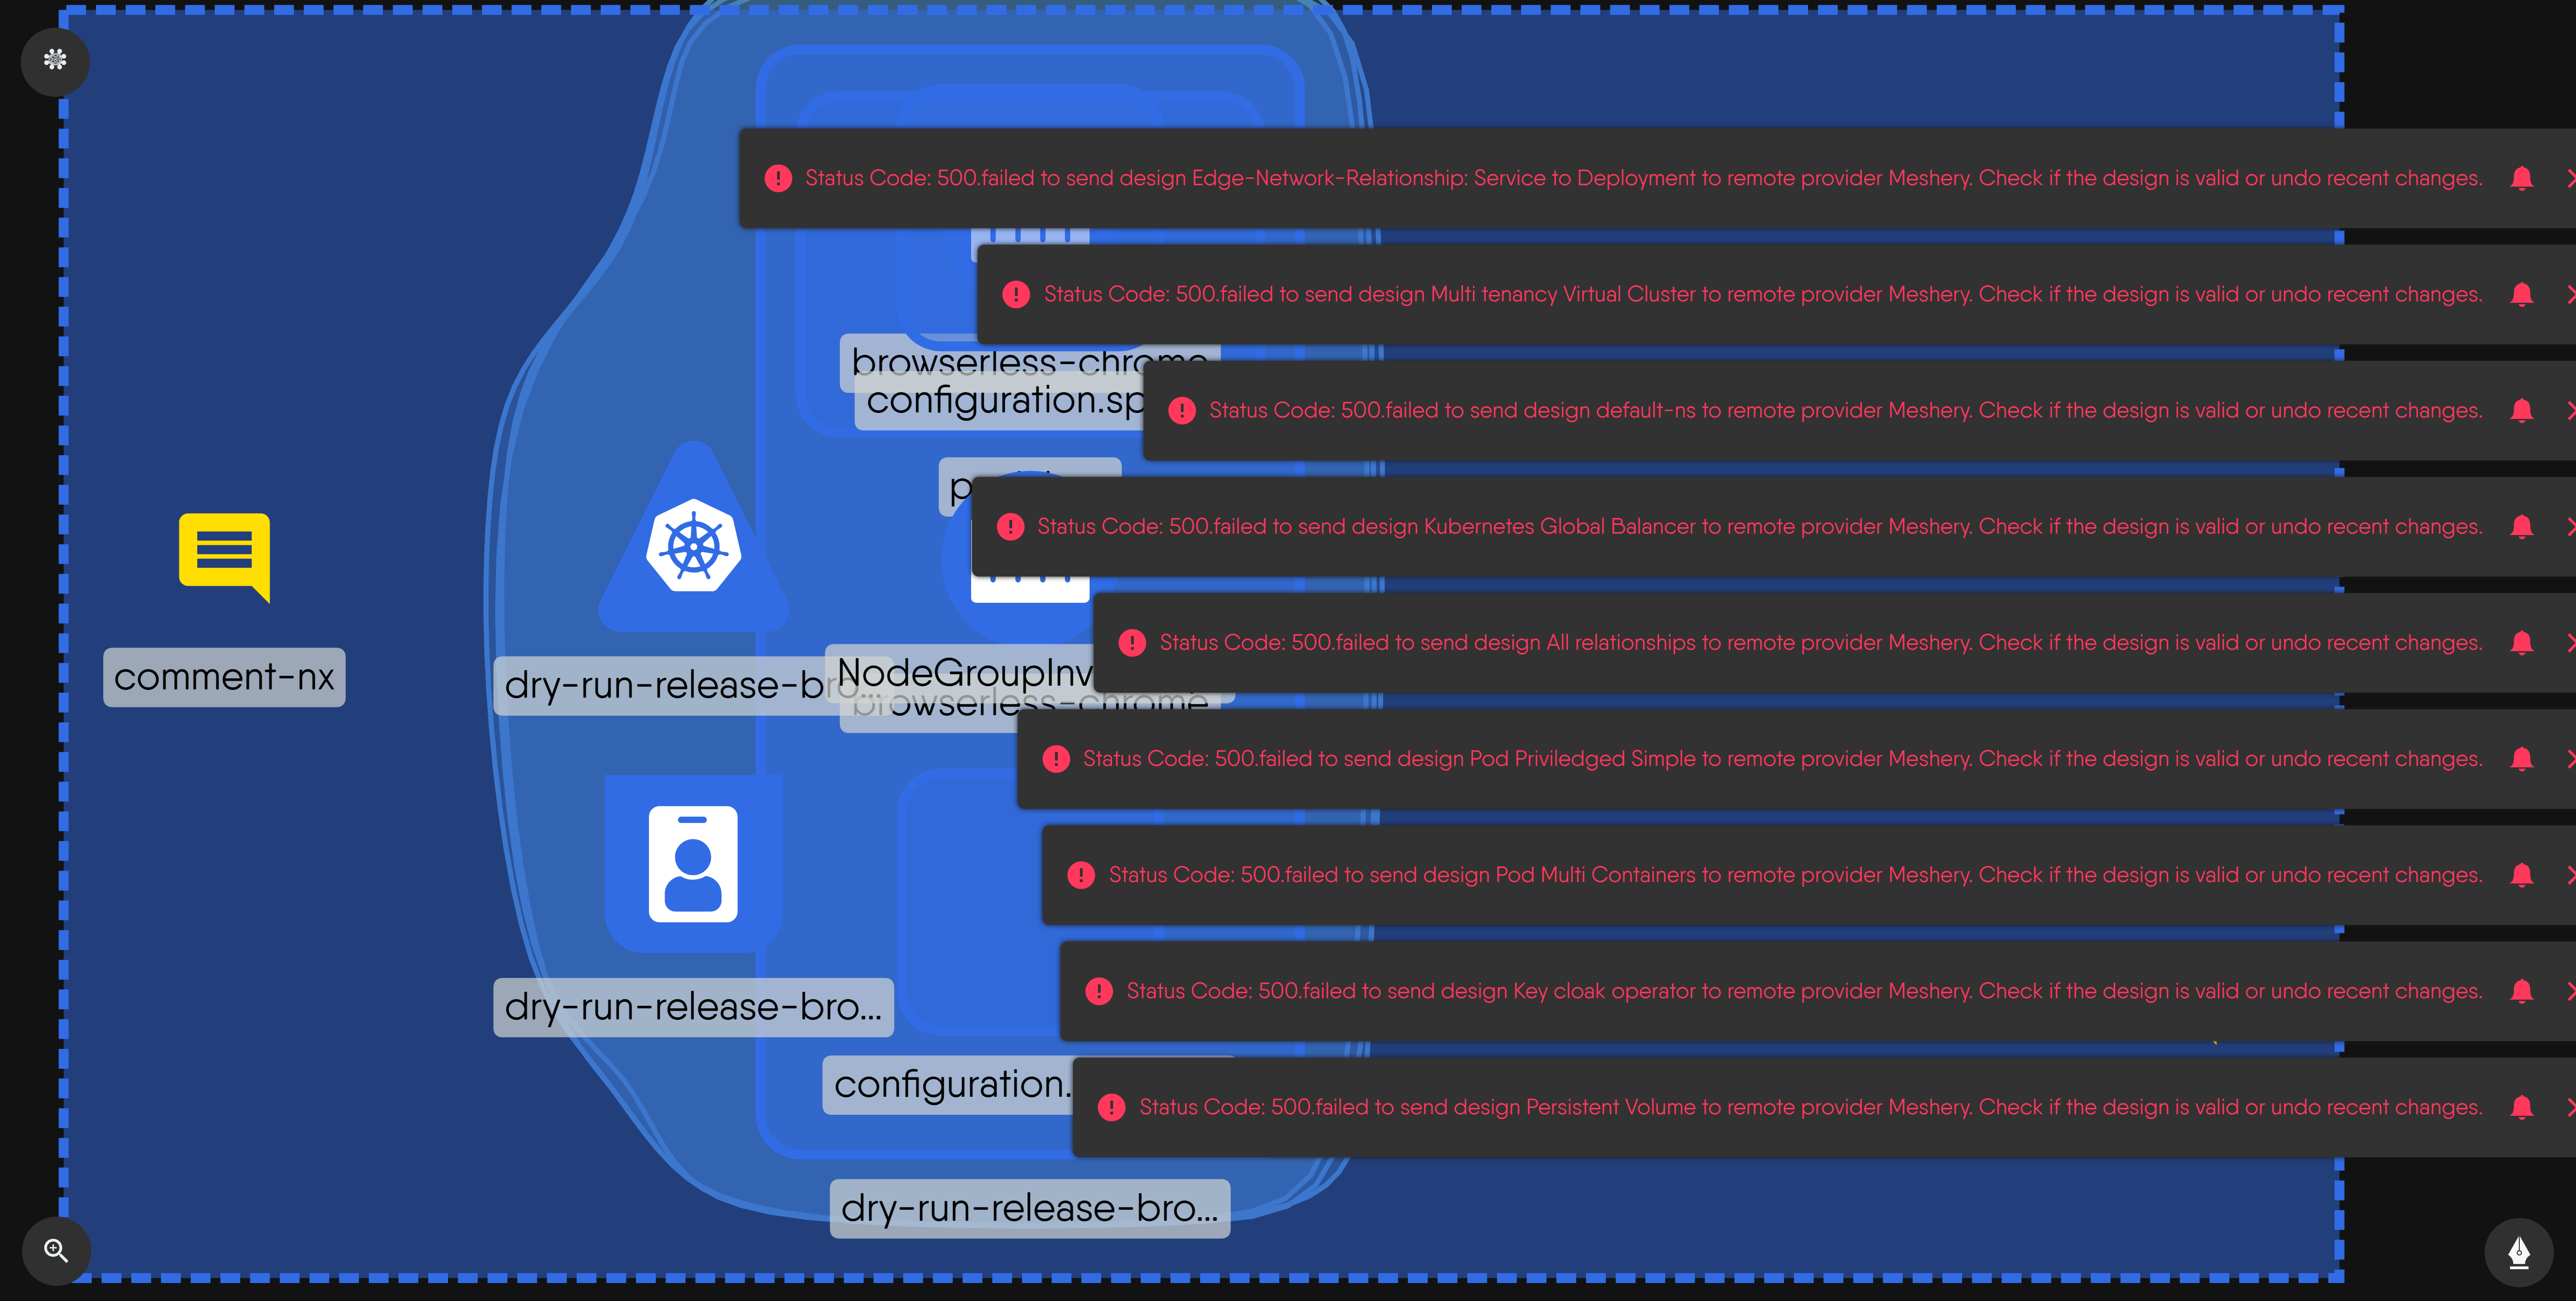 Status Code: 500.failed to send design Edge-Network-Relationship: Service to Deployment to remote provider Meshery. Check if the design is valid or undo recent changes.
Status Code: 500.failed to send design Multi tenancy Virtual Cluster to remote provider Meshery. Check if the design is valid or undo recent changes.
browserless-chrome
configuration.sp
Status Code: 500.failed to send design default-ns to remote provider Meshery. Check if the design is valid or undo recent changes.
Status Code: 500.failed to send design Kubernetes Global Balancer to remote provider Meshery. Check if the design is valid or undo recent changes.
Status Code: 500.failed to send design All relationships to remote provider Meshery. Check if the design is valid or undo recent changes.
comment-nx
dry-run-release-bro...
NodeGroupInv
browserless-chrome
Status Code: 500.failed to send design Pod Priviledged Simple to remote provider Meshery. Check if the design is valid or undo recent changes.
Status Code: 500.failed to send design Pod Multi Containers to remote provider Meshery. Check if the design is valid or undo recent changes.
Status Code: 500.failed to send design Key cloak operator to remote provider Meshery. Check if the design is valid or undo recent changes.
dry-run-release-bro...
configuration.
Status Code: 500.failed to send design Persistent Volume to remote provider Meshery. Check if the design is valid or undo recent changes.
dry-run-release-bro...